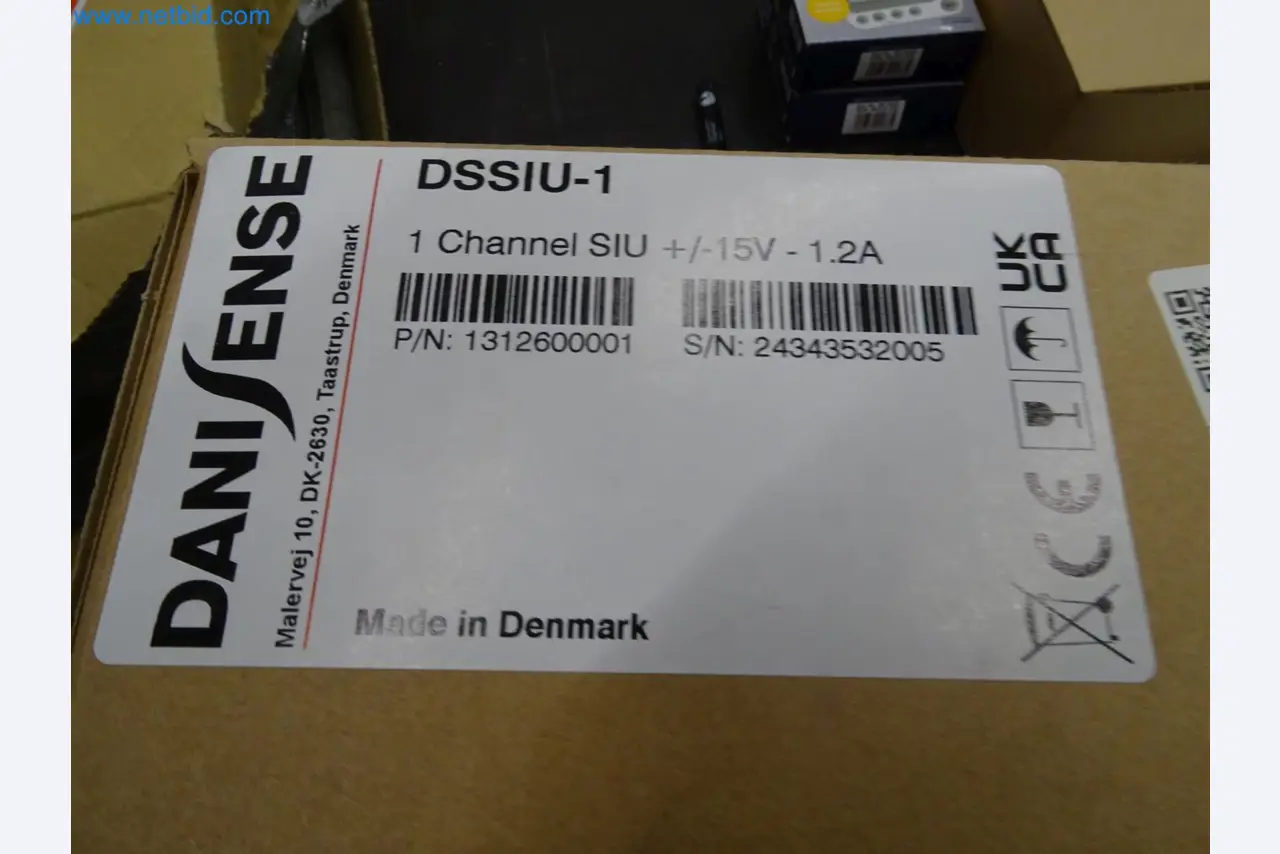 www.netbid.com
DANISENSE
Malervej 10, DK-2630, Taastrup, Denmark
DSSIU-1
1 Channel SIU +/-15V - 1.2A
P/N: 1312600001
S/N: 24343532005
Made in Denmark
UK
CA
CE